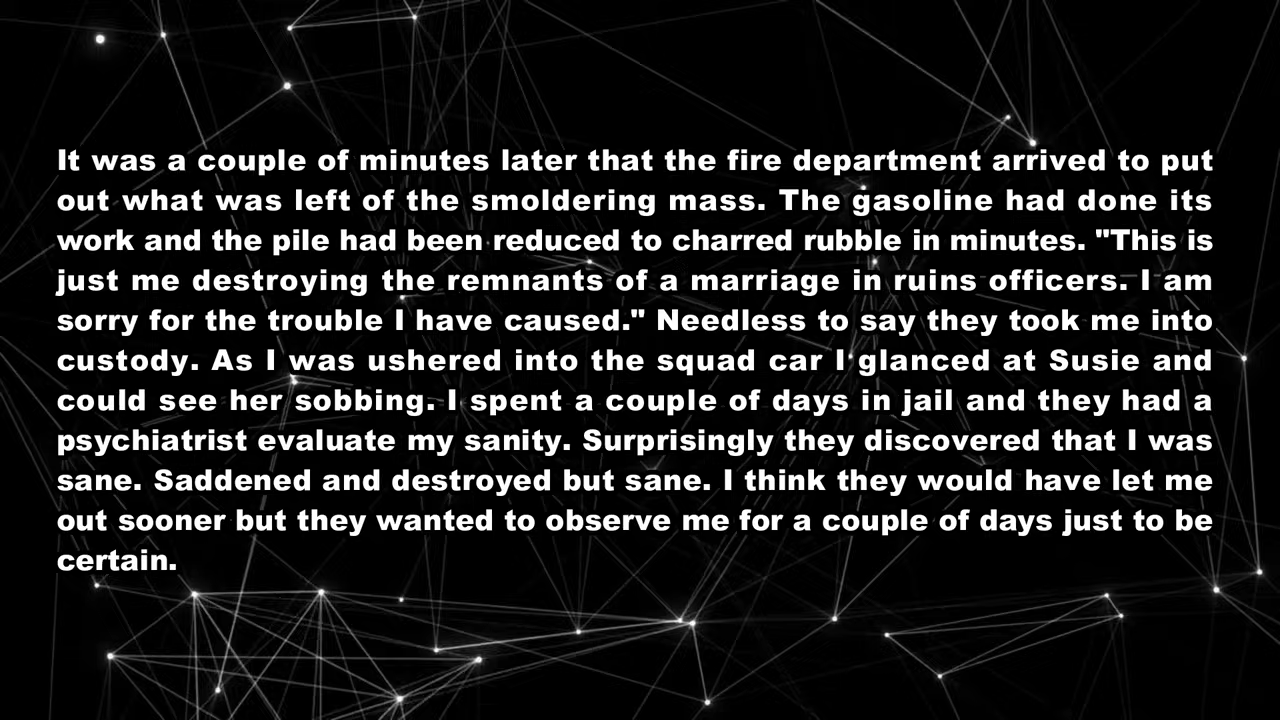 It was a couple of minutes later that the fire department arrived to put
out what was left of the smoldering mass. The gasoline had done its
work and the pile had been reduced to charred rubble in minutes. "This is
just me destroying the remnants of a marriage in ruins officers. I am
sorry for the trouble I have caused." Needless to say they took me into
custody. As I was ushered into the squad car I glanced at Susie and
could see her sobbing. I spent a couple of days in jail and they had a
psychiatrist evaluate my sanity. Surprisingly they discovered that I was
sane. Saddened and destroyed but sane. I think they would have let me
out sooner but they wanted to observe me for a couple of days just to be
certain.